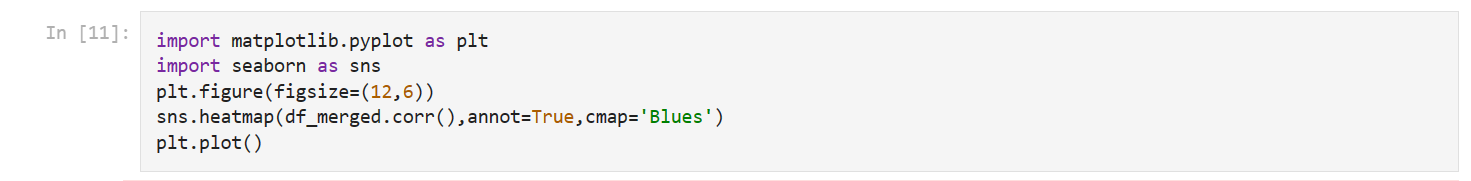 In [11]:
import matplotlib.pyplot as plt
import seaborn as sns
plt.figure(figsize=(12,6))
sns.heatmap(df_merged.corr(),annot=True,cmap='Blues')
plt.plot()